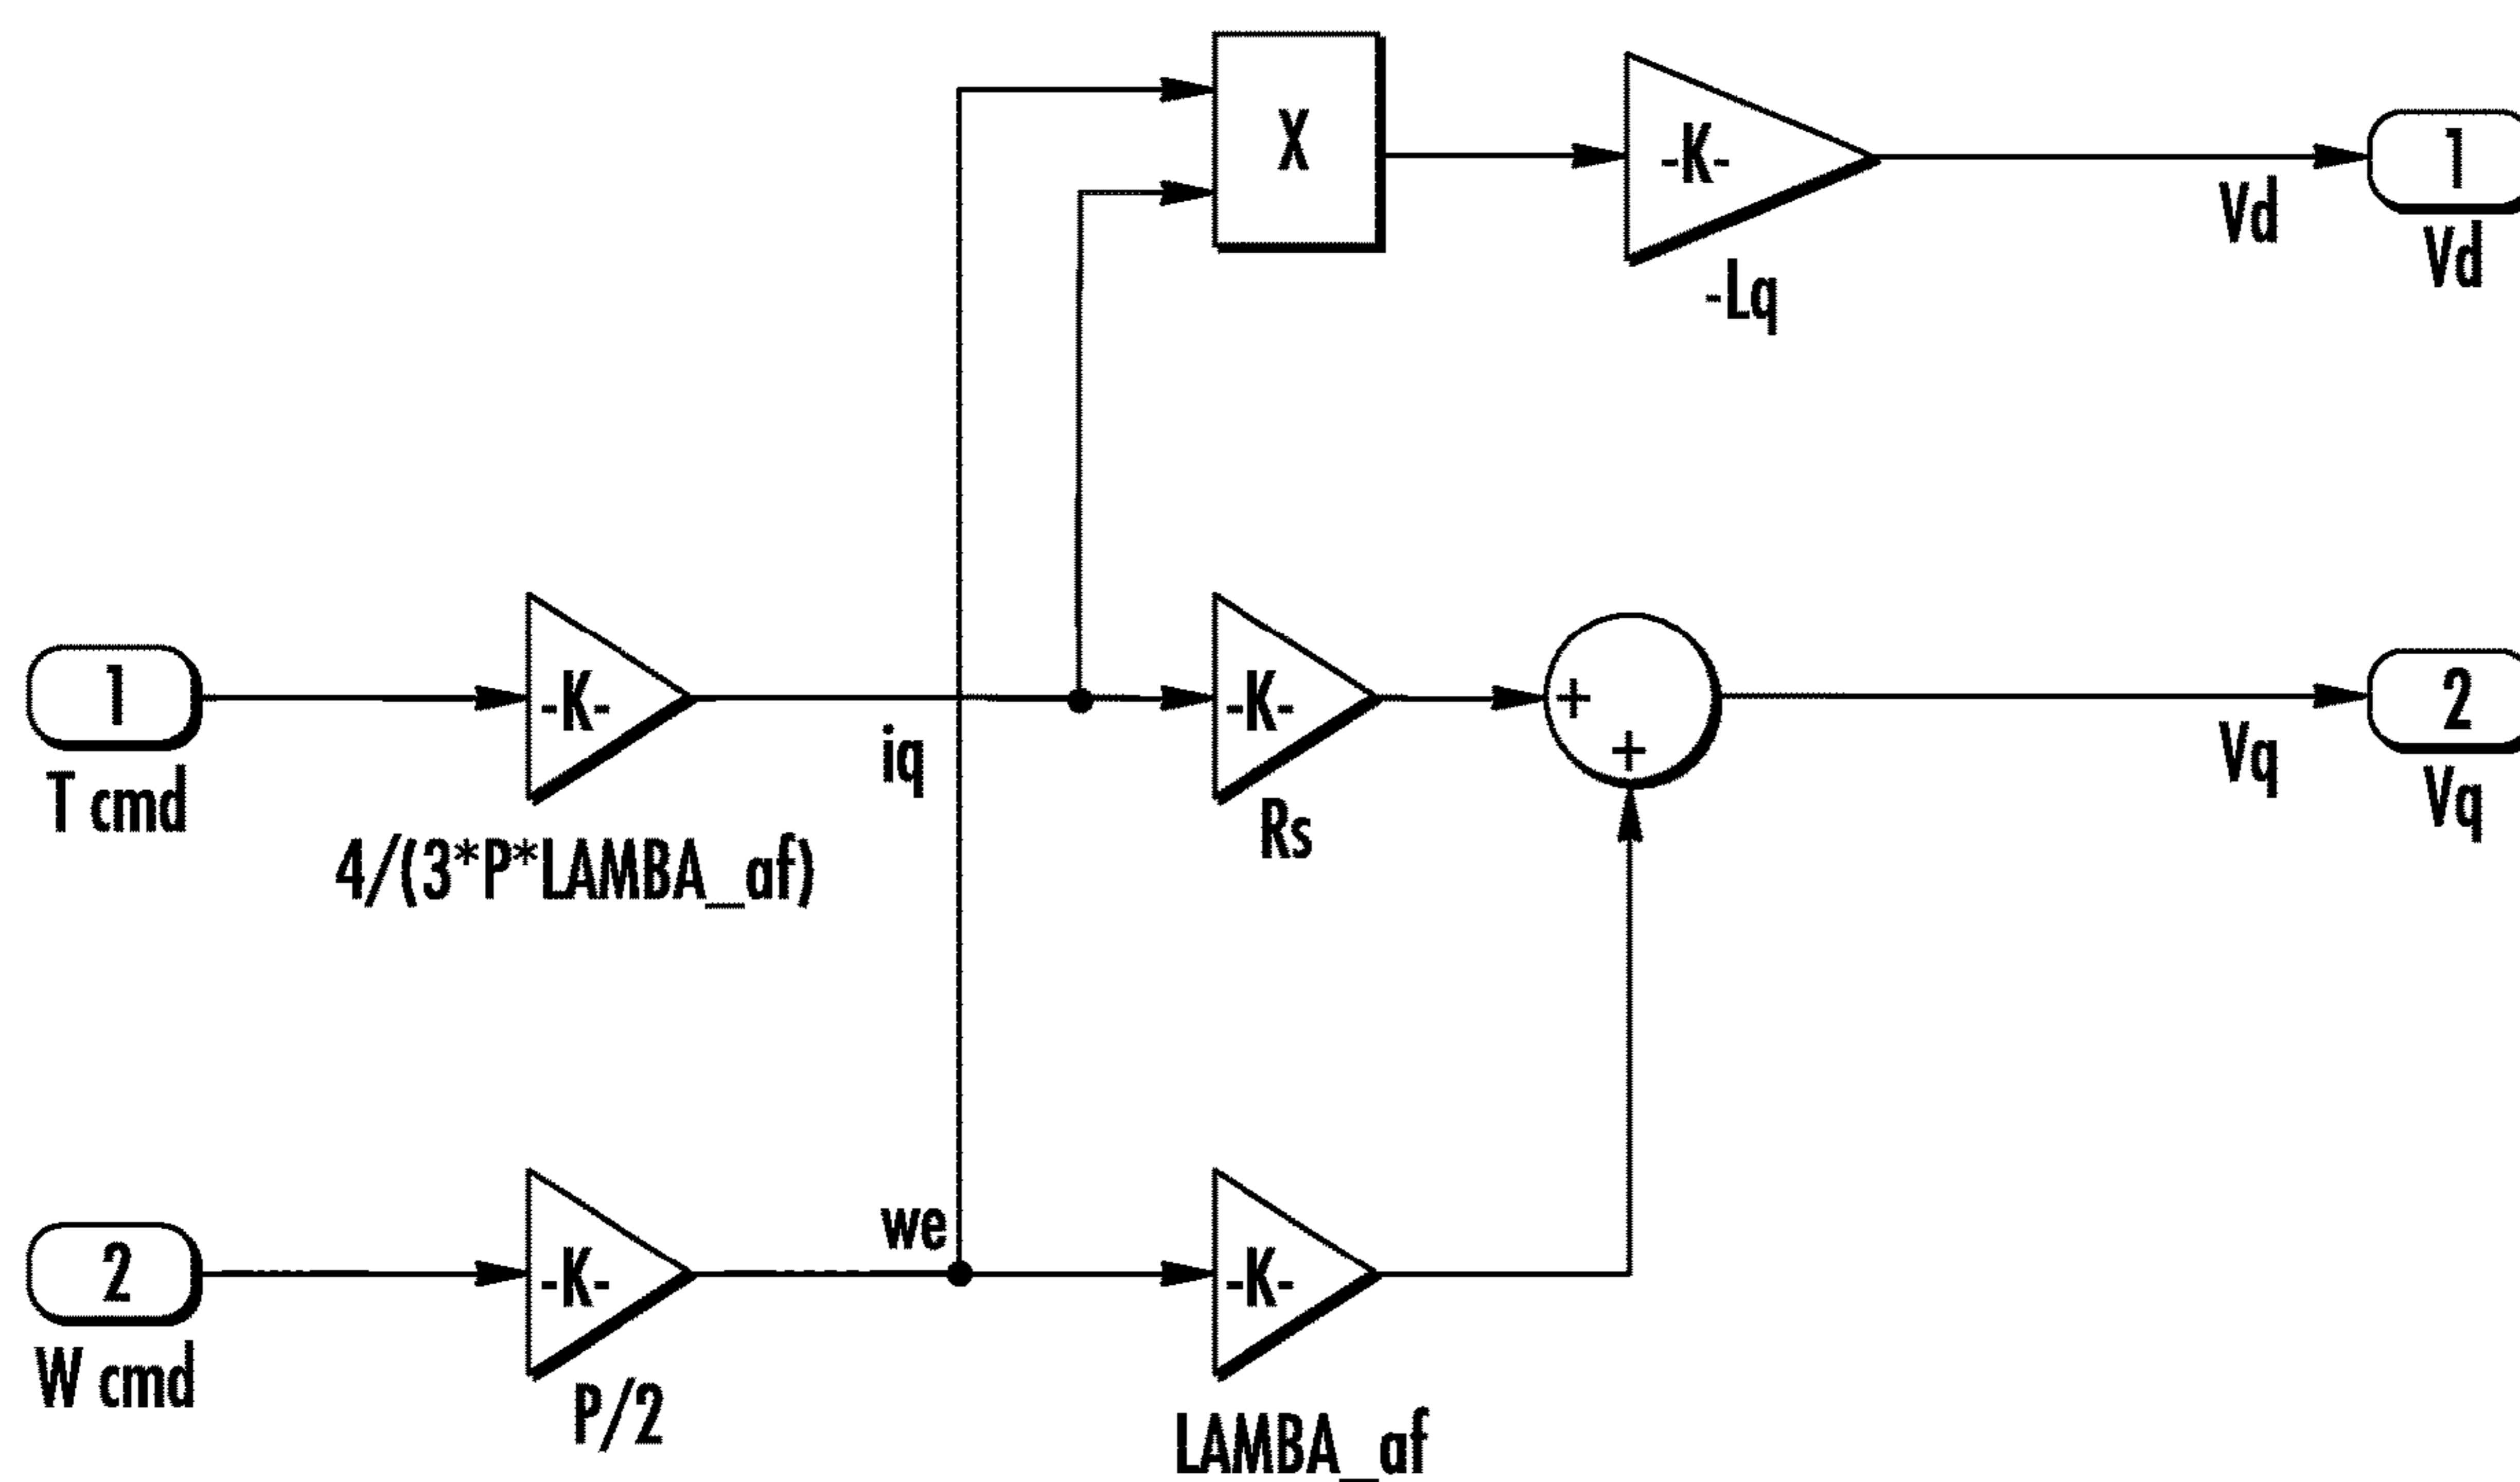 X
-K-
1
Vd
Vd
-Lq
1
-K-
-K-
+
+
2
iq
Vq
Vq
T cmd
Rs
4/(3*P*LAMBA_af)
we
2
-K-
-K-
W cmd
P/2
LAMBA_af